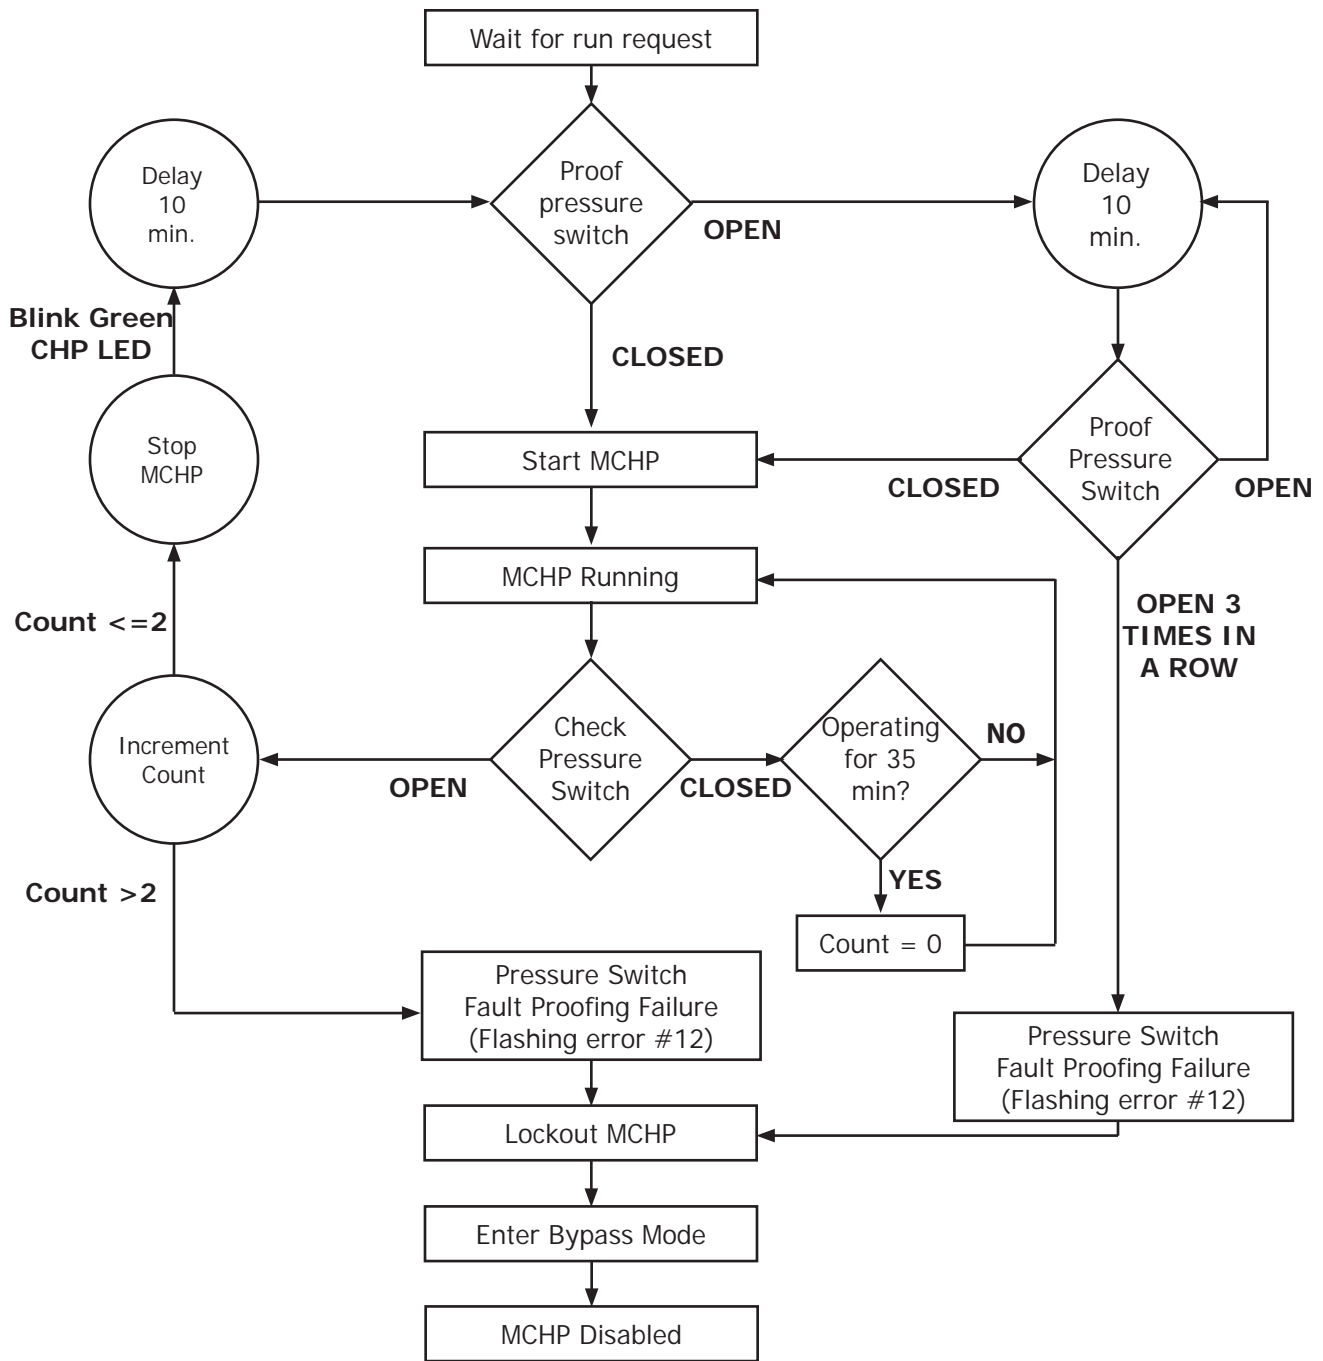 Wait for run request
Delay
10
min.
Proof
pressure
switch
OPEN
Delay
10
min.
Blink Green
CHP LED
CLOSED
Stop
MCHP
Start MCHP
CLOSED
Proof
Pressure
Switch
OPEN
MCHP Running
Count <=2
OPEN 3
TIMES IN
A ROW
Increment
Count
OPEN
Check
Pressure
Switch
CLOSED
Operating
for 35
min?
NO
YES
Count >2
Count = 0
Pressure Switch
Fault Proofing Failure
(Flashing error #12)
Pressure Switch
Fault Proofing Failure
(Flashing error #12)
Lockout MCHP
Enter Bypass Mode
MCHP Disabled